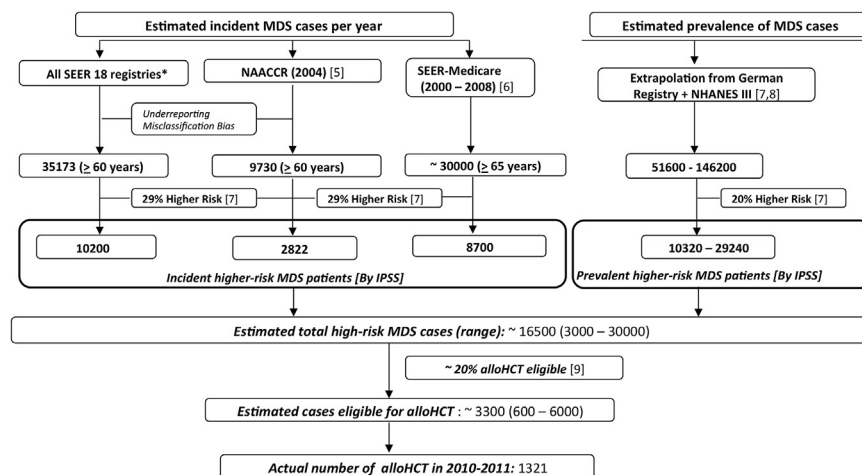 Estimated incident MDS cases per year
Estimated prevalence of MDS cases
All SEER 18 registries*
NAACCR (2004) [5]
SEER-Medicare
(2000 – 2008) [6]
Extrapolation from German
Registry + NHANES III [7,8]
Underreporting
Misclassification Bias
35173 (≥ 60 years)
9730 (≥ 60 years)
~ 30000 (≥ 65 years)
51600 - 146200
29% Higher Risk [7]
29% Higher Risk [7]
20% Higher Risk [7]
10200
2822
8700
10320 – 29240
Incident higher-risk MDS patients [By IPSS]
Prevalent higher-risk MDS patients [By IPSS]
Estimated total high-risk MDS cases (range): ~ 16500 (3000 – 30000)
~ 20% alloHCT eligible [9]
Estimated cases eligible for alloHCT : ~ 3300 (600 – 6000)
Actual number of alloHCT in 2010-2011: 1321